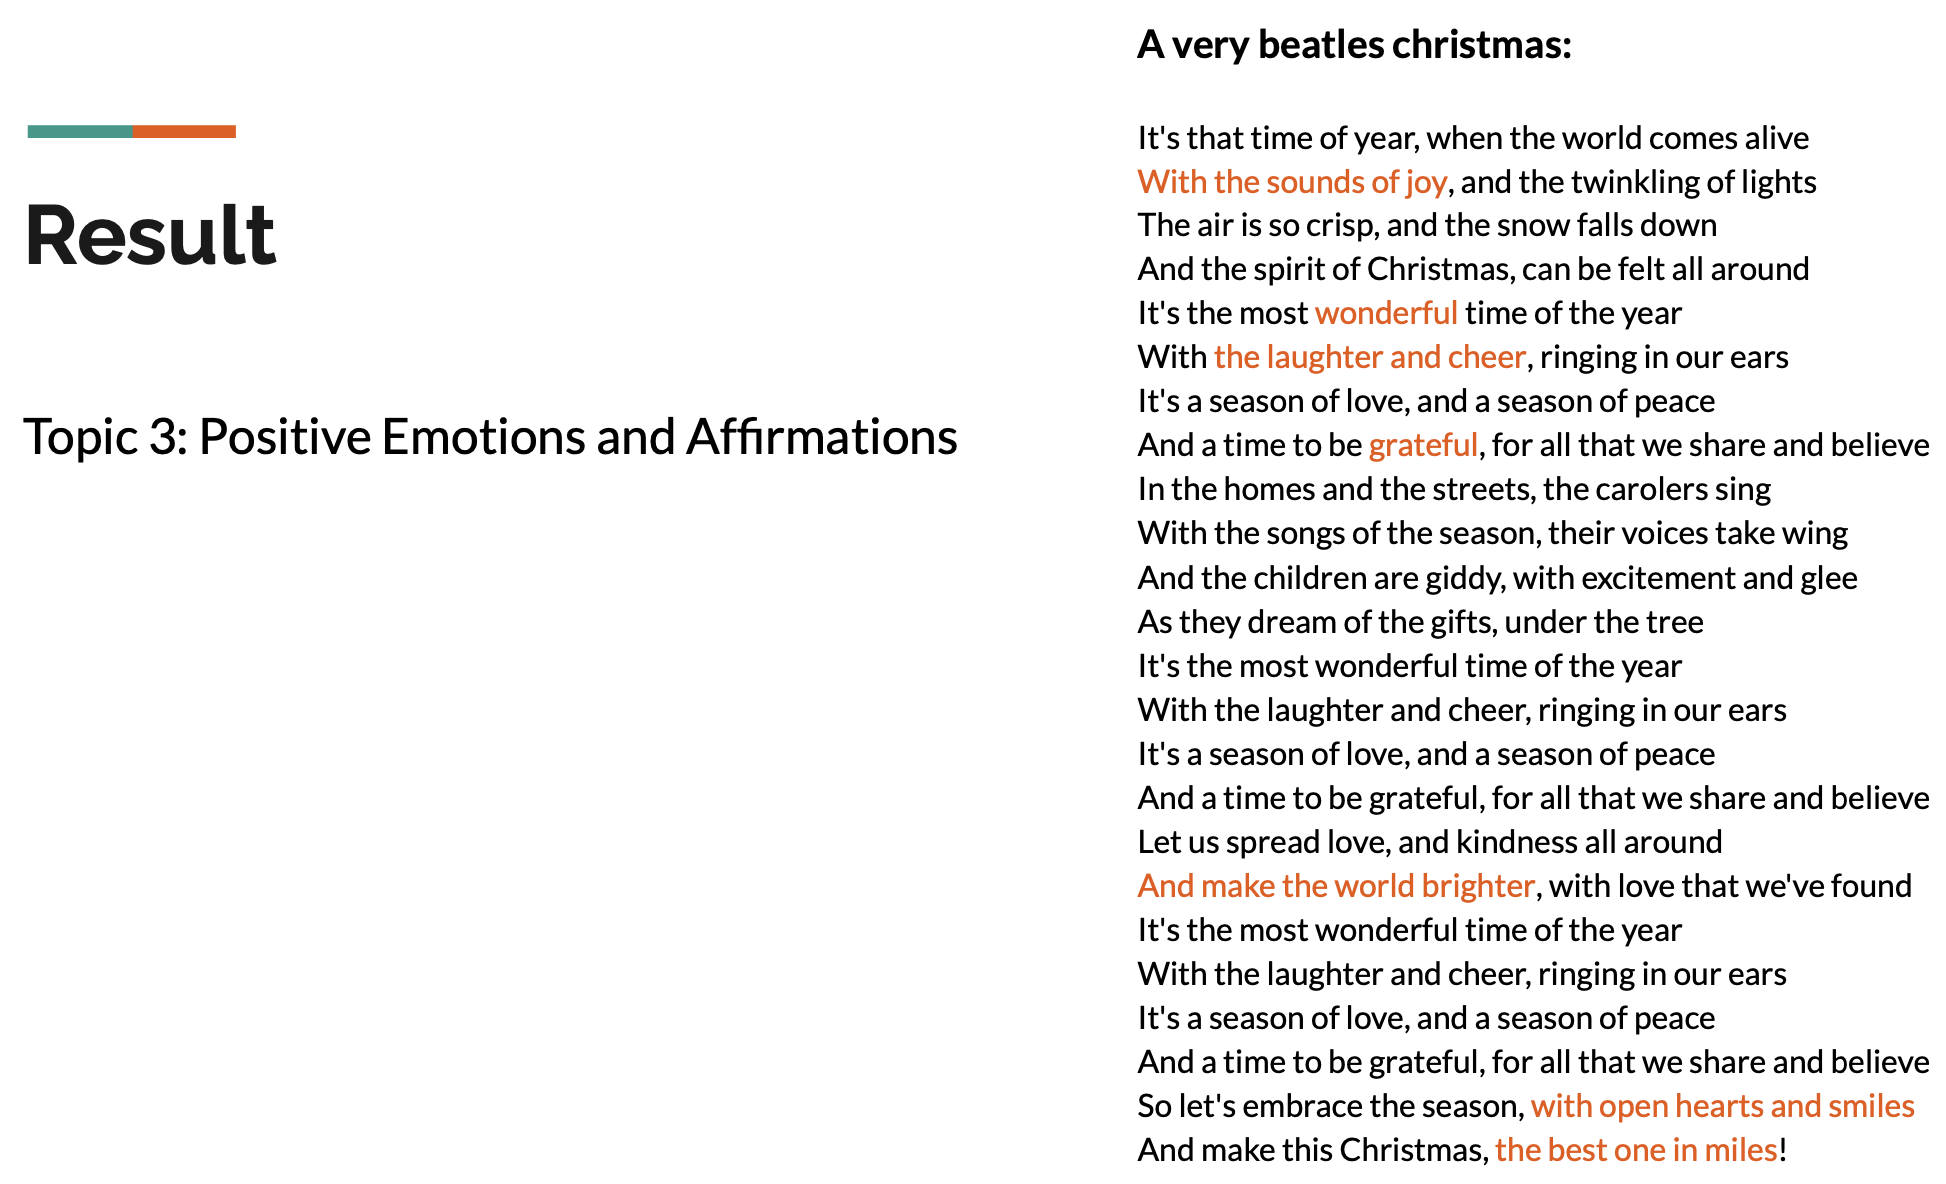 Result
Topic 3: Positive Emotions and Affirmations
A very beatles christmas:
It's that time of year, when the world comes alive
With the sounds of joy, and the twinkling of lights
The air is so crisp, and the snow falls down
And the spirit of Christmas, can be felt all around
It's the most wonderful time of the year
With the laughter and cheer, ringing in our ears
It's a season of love, and a season of peace
And a time to be grateful, for all that we share and believe
In the homes and the streets, the carolers sing
With the songs of the season, their voices take wing
And the children are giddy, with excitement and glee
As they dream of the gifts, under the tree
It's the most wonderful time of the year
With the laughter and cheer, ringing in our ears
It's a season of love, and a season of peace
And a time to be grateful, for all that we share and believe
Let us spread love, and kindness all around
And make the world brighter, with love that we've found
It's the most wonderful time of the year
With the laughter and cheer, ringing in our ears
It's a season of love, and a season of peace
And a time to be grateful, for all that we share and believe
So let's embrace the season, with open hearts and smiles
And make this Christmas, the best one in miles!